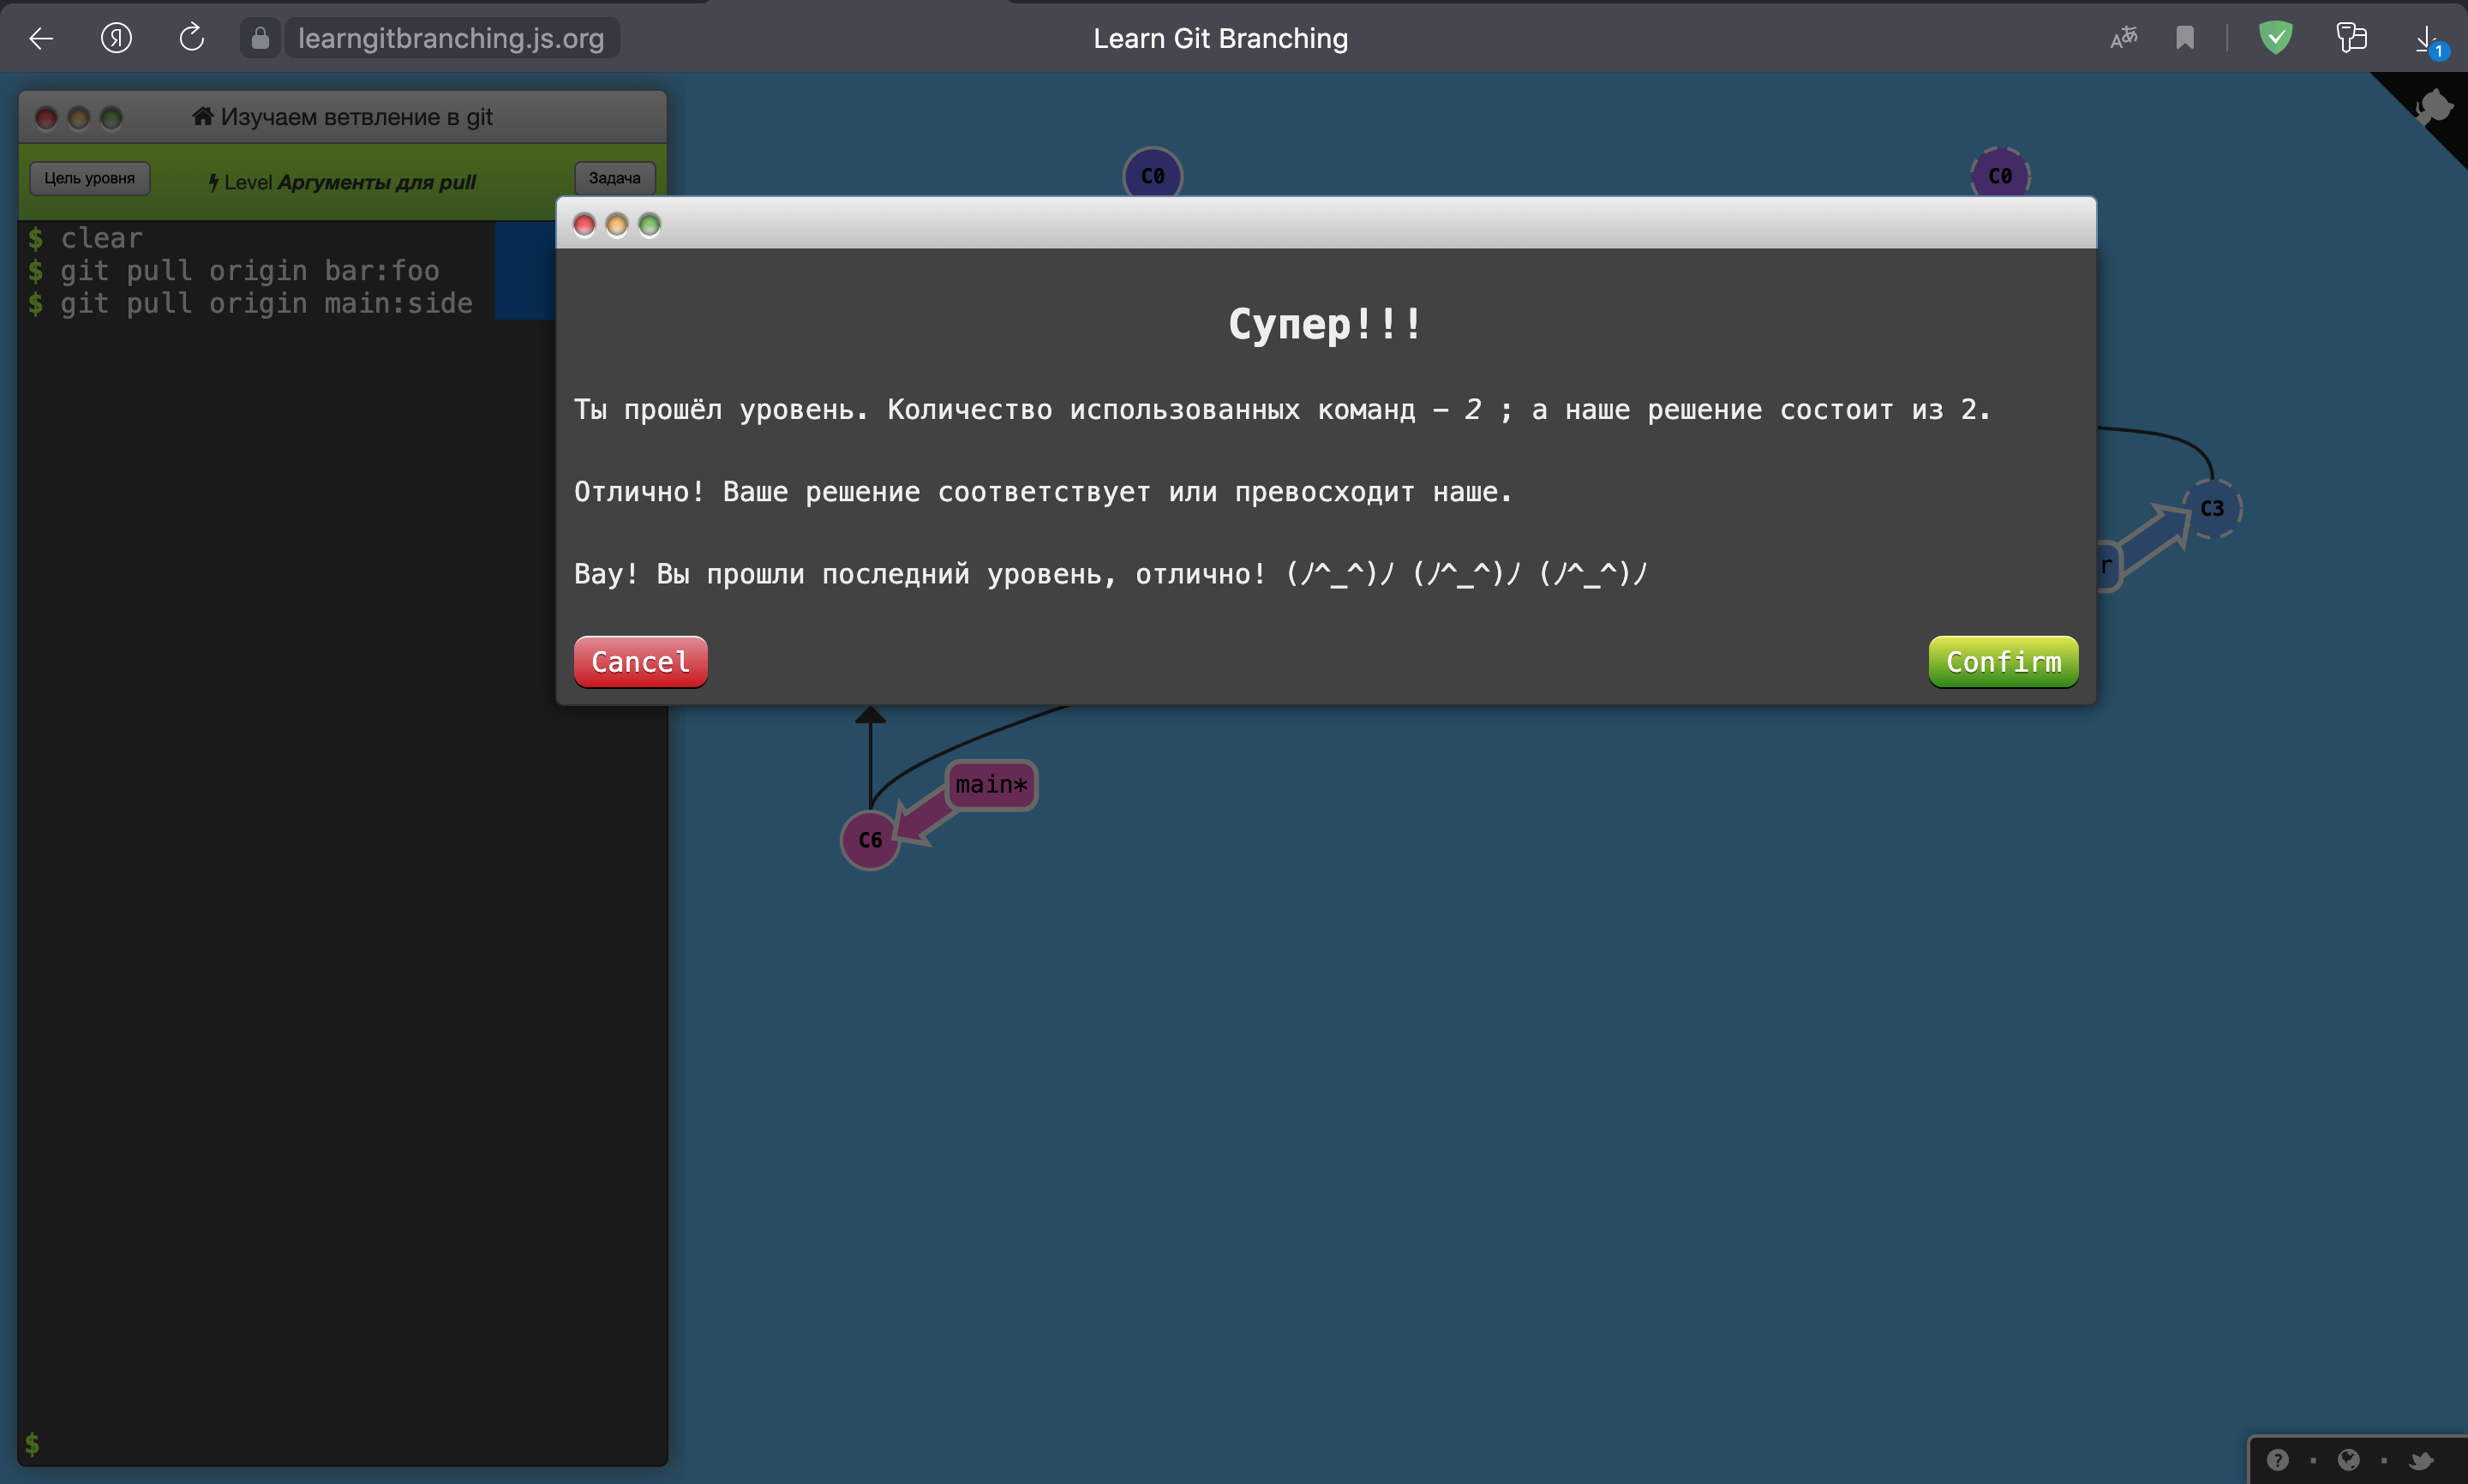 learngitbranching.js.org
Learn Git Branching
1
Изучаем ветвление в git
Цель уровня
Level Аргументы для pull
Задача
$ clear
$ git pull origin bar:foo
$ git pull origin main:side
$
C0
C0
Супер!!!
Ты прошёл уровень. Количество использованных команд – 2 ; а наше решение состоит из 2.
Отлично! Ваше решение соответствует или превосходит наше.
Вау! Вы прошли последний уровень, отлично! (ﾉ^_^)ﾉ (ﾉ^_^)ﾉ (ﾉ^_^)ﾉ
Cancel
Confirm
C3
r
main*
C6